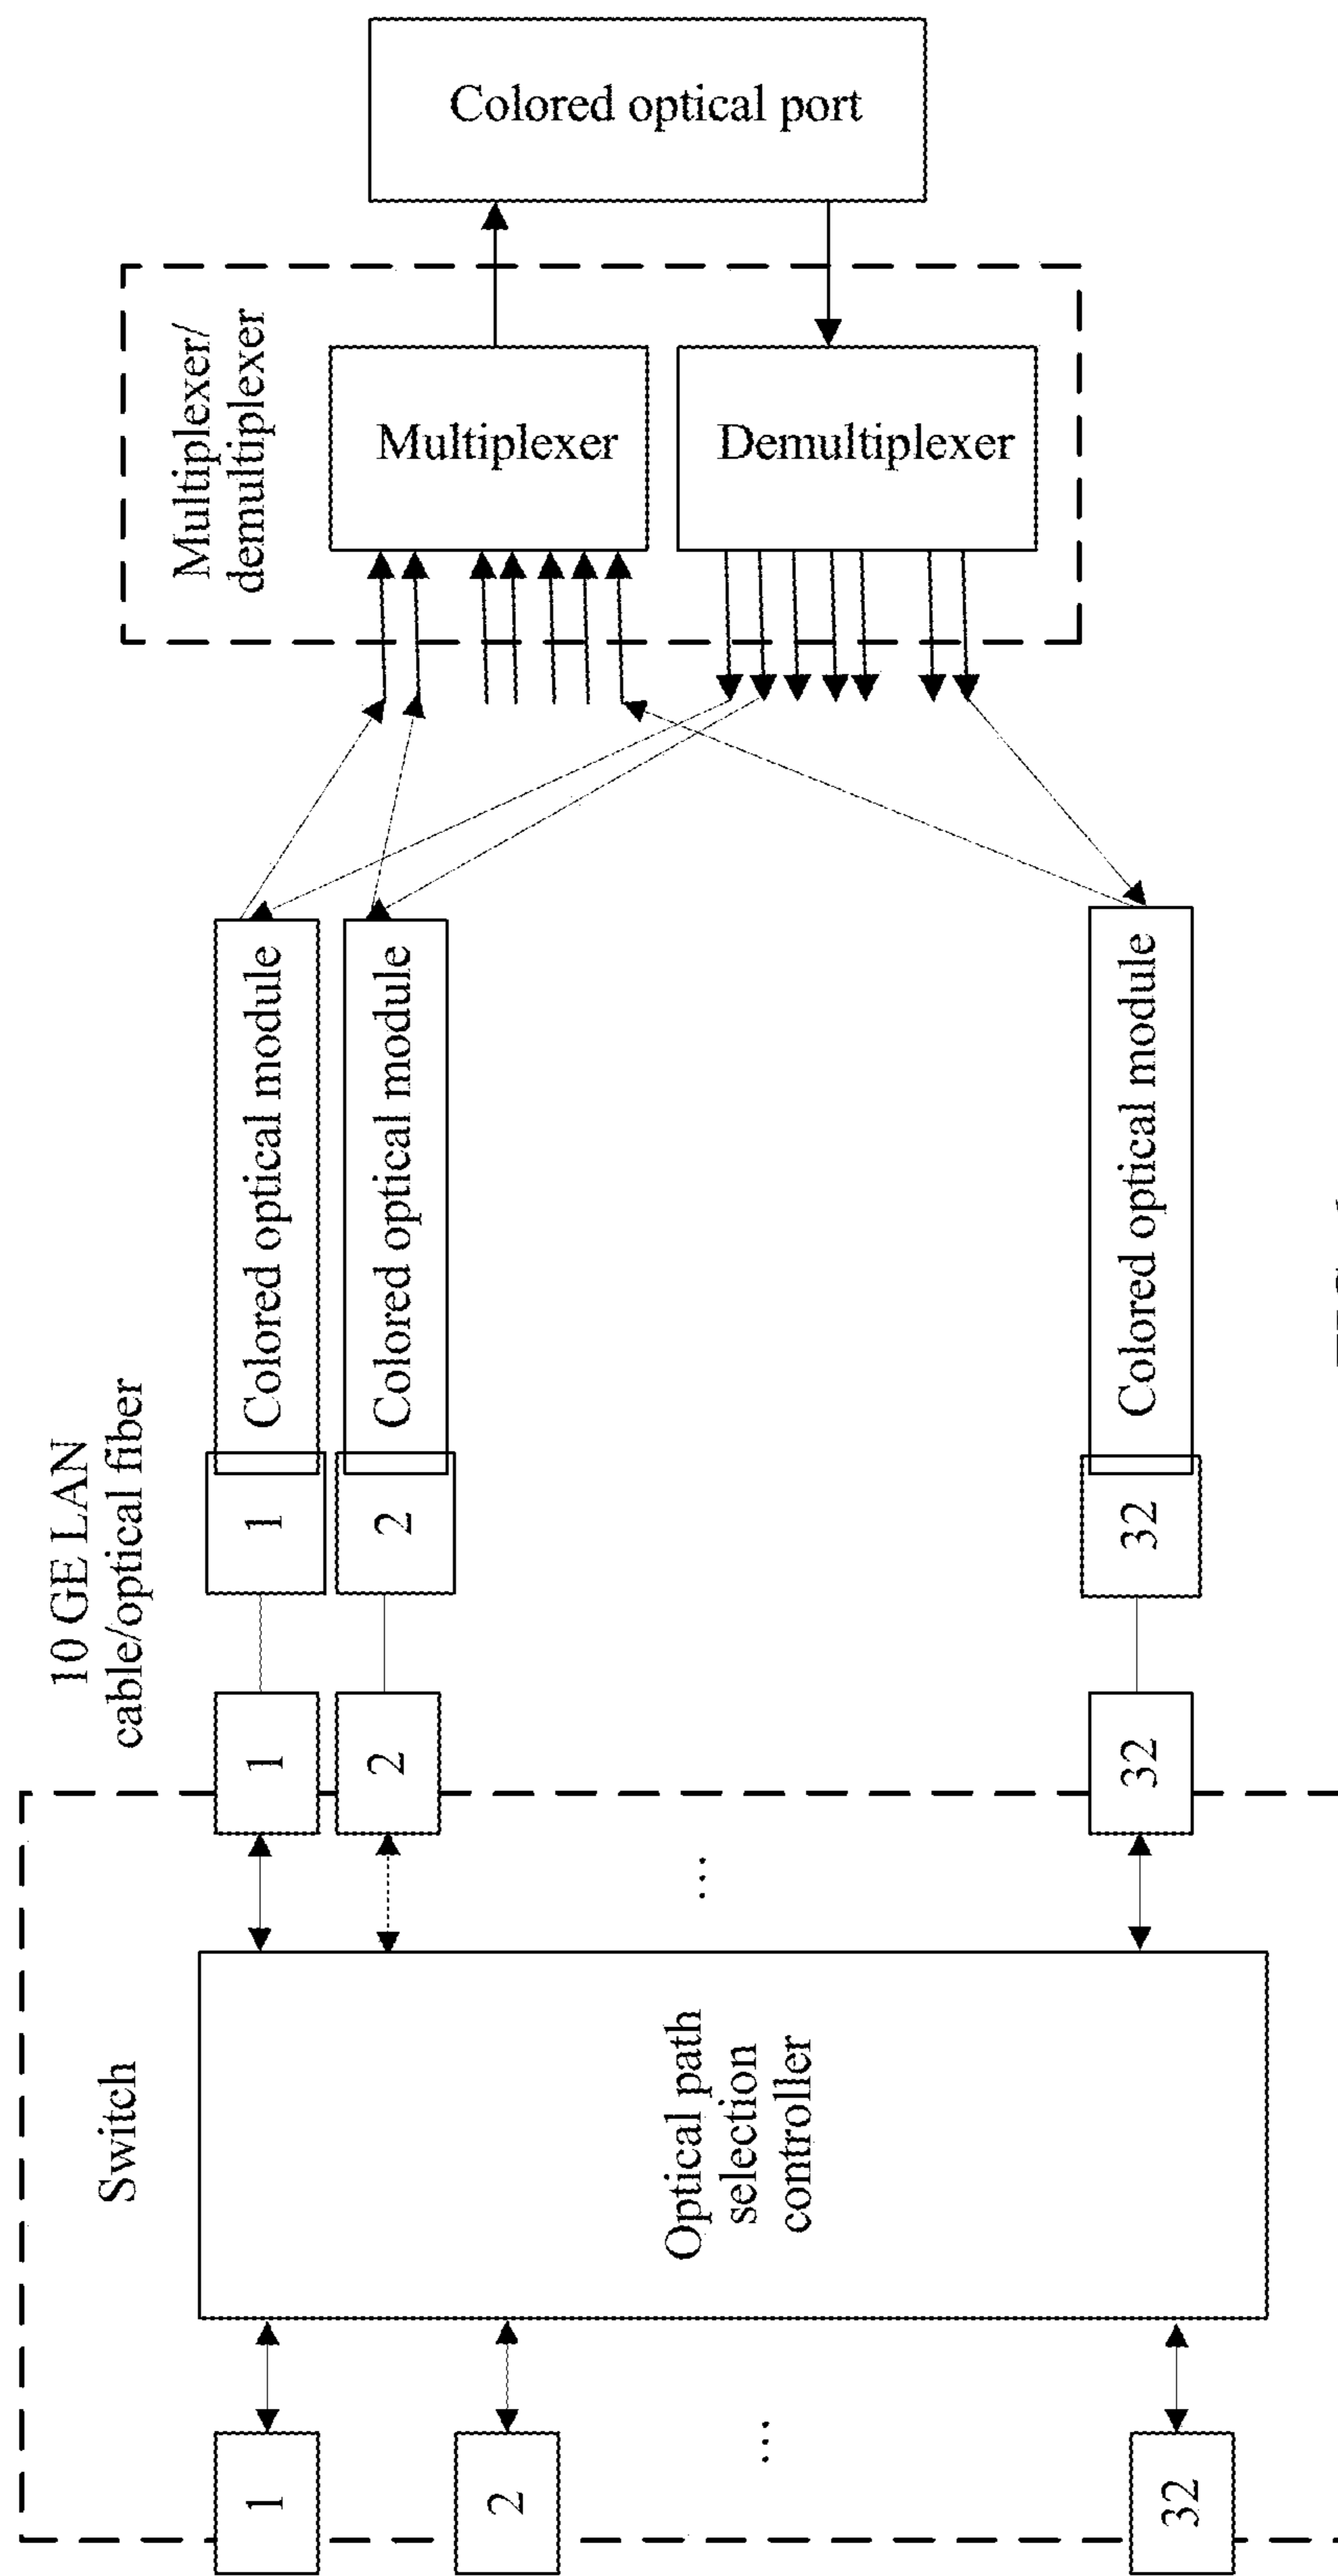 Colored optical port
Multiplexer/
demultiplexer
Multiplexer
Demultiplexer
Colored optical module
Colored optical module
Colored optical module
10 GE LAN
cable/optical fiber
1
2
32
1
2
32
Switch
...
Optical path
selection
controller
1
2
...
32